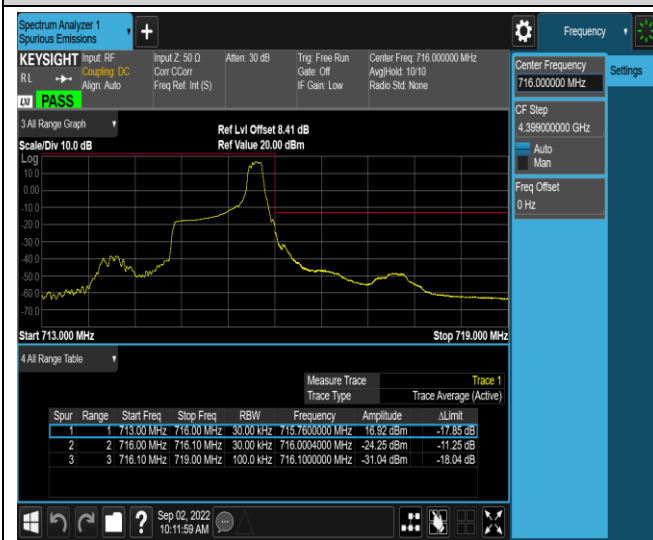 Spectrum Analyzer 1
Spurious Emissions
Frequency
KEYSIGHT Input: RF Input Z: 50 Ω Atten: 30 dB Trig: Free Run Center Freq: 716.000000 MHz
RL Coupling: DC Corr CCorr Gate: Off Avg|Hold: 10/10
Align: Auto Freq Ref: Int (S) IF Gain: Low Radio Std: None
LXI PASS
Center Frequency
716.000000 MHz
Settings
CF Step
4.399000000 GHz
Auto
Man
Freq Offset
0 Hz
3 All Range Graph
Ref Lvl Offset 8.41 dB
Scale/Div 10.0 dB Ref Value 20.00 dBm
Log
10.0
0.00
-10.0
-20.0
-30.0
-40.0
-50.0
-60.0
-70.0
Start 713.000 MHz Stop 719.000 MHz
4 All Range Table
Measure Trace Trace 1
Trace Type Trace Average (Active)
Spur Range Start Freq Stop Freq RBW Frequency Amplitude ΔLimit
1 1 713.00 MHz 716.00 MHz 30.00 kHz 715.7600000 MHz 16.92 dBm -17.85 dB
2 2 716.00 MHz 716.10 MHz 30.00 kHz 716.0004000 MHz -24.25 dBm -11.25 dB
3 3 716.10 MHz 719.00 MHz 100.0 kHz 716.1000000 MHz -31.04 dBm -18.04 dB
?
Sep 02, 2022
10:11:59 AM